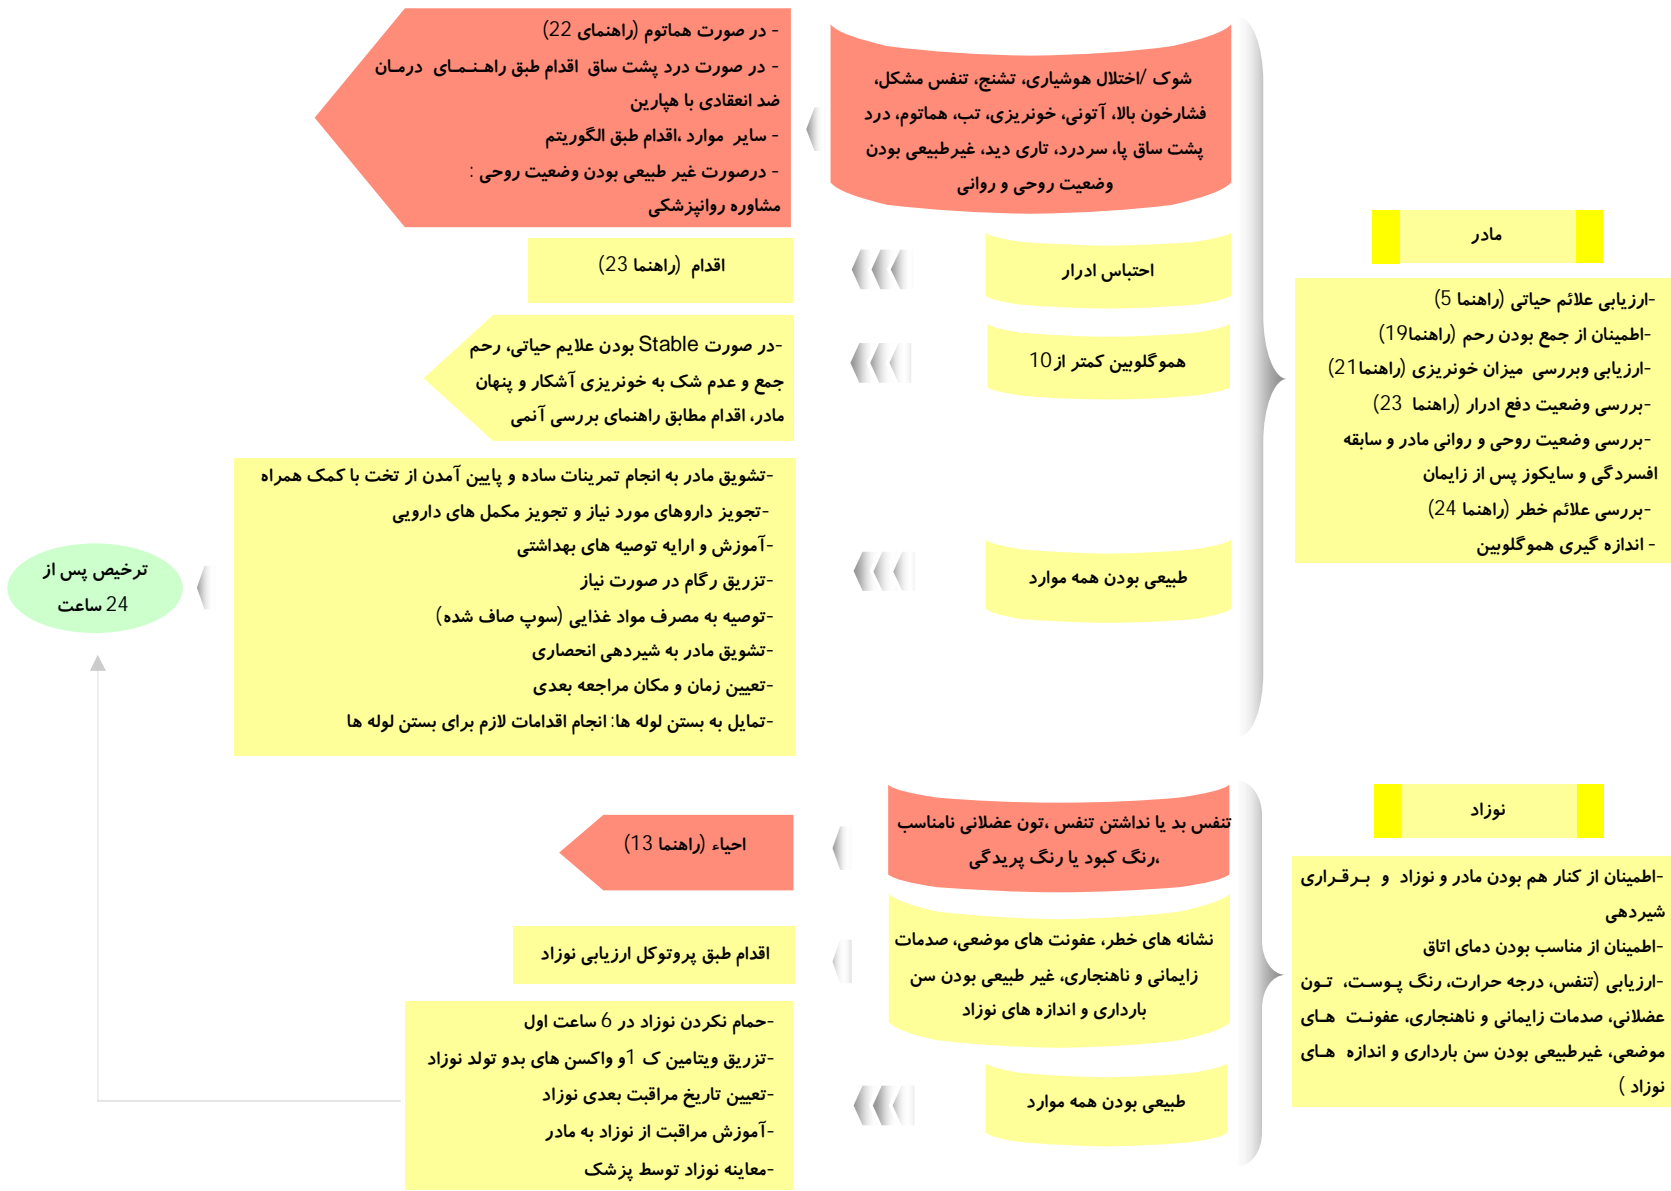 مادر
-ارزیابی علائم حیاتی (راهنما 5)
-اطمینان از جمع بودن رحم (راهنما19)
-ارزیابی وبررسی میزان خونریزی (راهنما21)
-بررسی وضعیت دفع ادرار (راهنما 23)
-بررسی وضعیت روحی و روانی مادر و سابقه
افسردگی و سایکوز پس از زایمان
-بررسی علائم خطر (راهنما 24)
- اندازه گیری هموگلوبین
شوک /اختلال هوشیاری، تشنج، تنفس مشکل،
فشارخون بالا، آتونی، خونریزی، تب، هماتوم، درد
پشت ساق پا، سردرد، تاری دید، غیرطبیعی بودن
وضعیت روحی و روانی
- در صورت هماتوم (راهنمای 22)
- در صورت درد پشت ساق اقدام طبق راهنمای درمان
ضد انعقادی با هپارین
- سایر موارد ،اقدام طبق الگوریتم
- درصورت غیر طبیعی بودن وضعیت روحی :
مشاوره روانپزشکی
احتباس ادرار
اقدام (راهنما 23)
هموگلوبین کمتر از10
-در صورت Stable بودن علایم حیاتی، رحم
جمع و عدم شک به خونریزی آشکار و پنهان
مادر، اقدام مطابق راهنمای بررسی آنمی
طبیعی بودن همه موارد
-تشویق مادر به انجام تمرینات ساده و پایین آمدن از تخت با کمک همراه
-تجویز داروهای مورد نیاز و تجویز مکمل های دارویی
-آموزش و ارایه توصیه های بهداشتی
-تزریق رگام در صورت نیاز
-توصیه به مصرف مواد غذایی (سوپ صاف شده)
-تشویق مادر به شیردهی انحصاری
-تعیین زمان و مکان مراجعه بعدی
-تمایل به بستن لوله ها: انجام اقدامات لازم برای بستن لوله ها
ترخیص پس از
24 ساعت
نوزاد
-اطمینان از کنار هم بودن مادر و نوزاد و برقراری
شیردهی
-اطمینان از مناسب بودن دمای اتاق
-ارزیابی (تنفس، درجه حرارت، رنگ پوست، تون
عضلانی، صدمات زایمانی و ناهنجاری، عفونت های
موضعی، غیرطبیعی بودن سن بارداری و اندازه های
نوزاد )
تنفس بد یا نداشتن تنفس ،تون عضلانی نامناسب
،رنگ کبود یا رنگ پریدگی
احیاء (راهنما 13)
نشانه های خطر، عفونت های موضعی، صدمات
زایمانی و ناهنجاری، غیر طبیعی بودن سن
بارداری و اندازه های نوزاد
اقدام طبق پروتوکل ارزیابی نوزاد
طبیعی بودن همه موارد
-حمام نکردن نوزاد در 6 ساعت اول
-تزریق ویتامین ک 1و واکسن های بدو تولد نوزاد
-تعیین تاریخ مراقبت بعدی نوزاد
-آموزش مراقبت از نوزاد به مادر
-معاینه نوزاد توسط پزشک